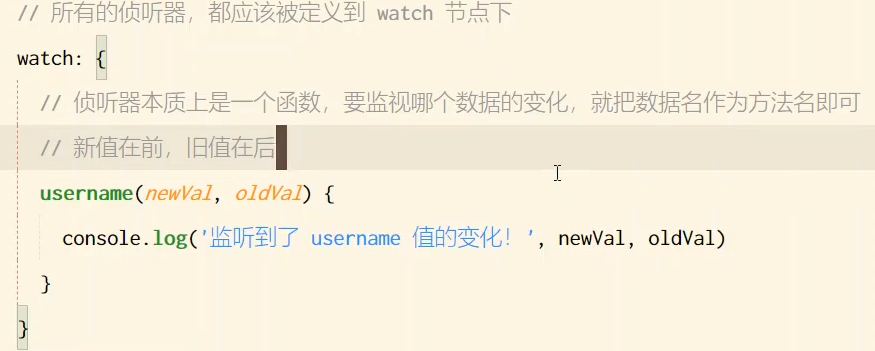 // 所有的侦听器，都应该被定义到 watch 节点下
watch: {
// 侦听器本质上是一个函数，要监视哪个数据的变化，就把数据名作为方法名即可
// 新值在前，旧值在后
username(newVal, oldVal) {
console.log('监听到了 username 值的变化！', newVal, oldVal)
}
}